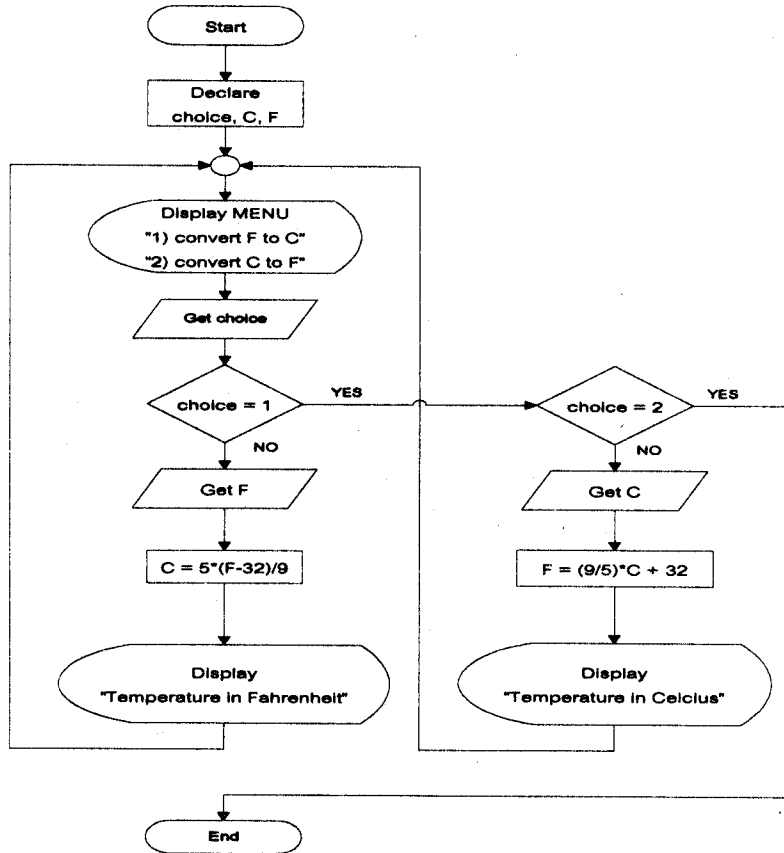 Start
Declare
choice, C, F
Display MENU
"1) convert F to C"
"2) convert C to F"
Get choice
choice = 1
YES
NO
Get F
C = 5*(F-32)/9
Display
"Temperature in Fahrenheit"
choice = 2
YES
NO
Get C
F = (9/5)*C + 32
Display
"Temperature in Celcius"
End